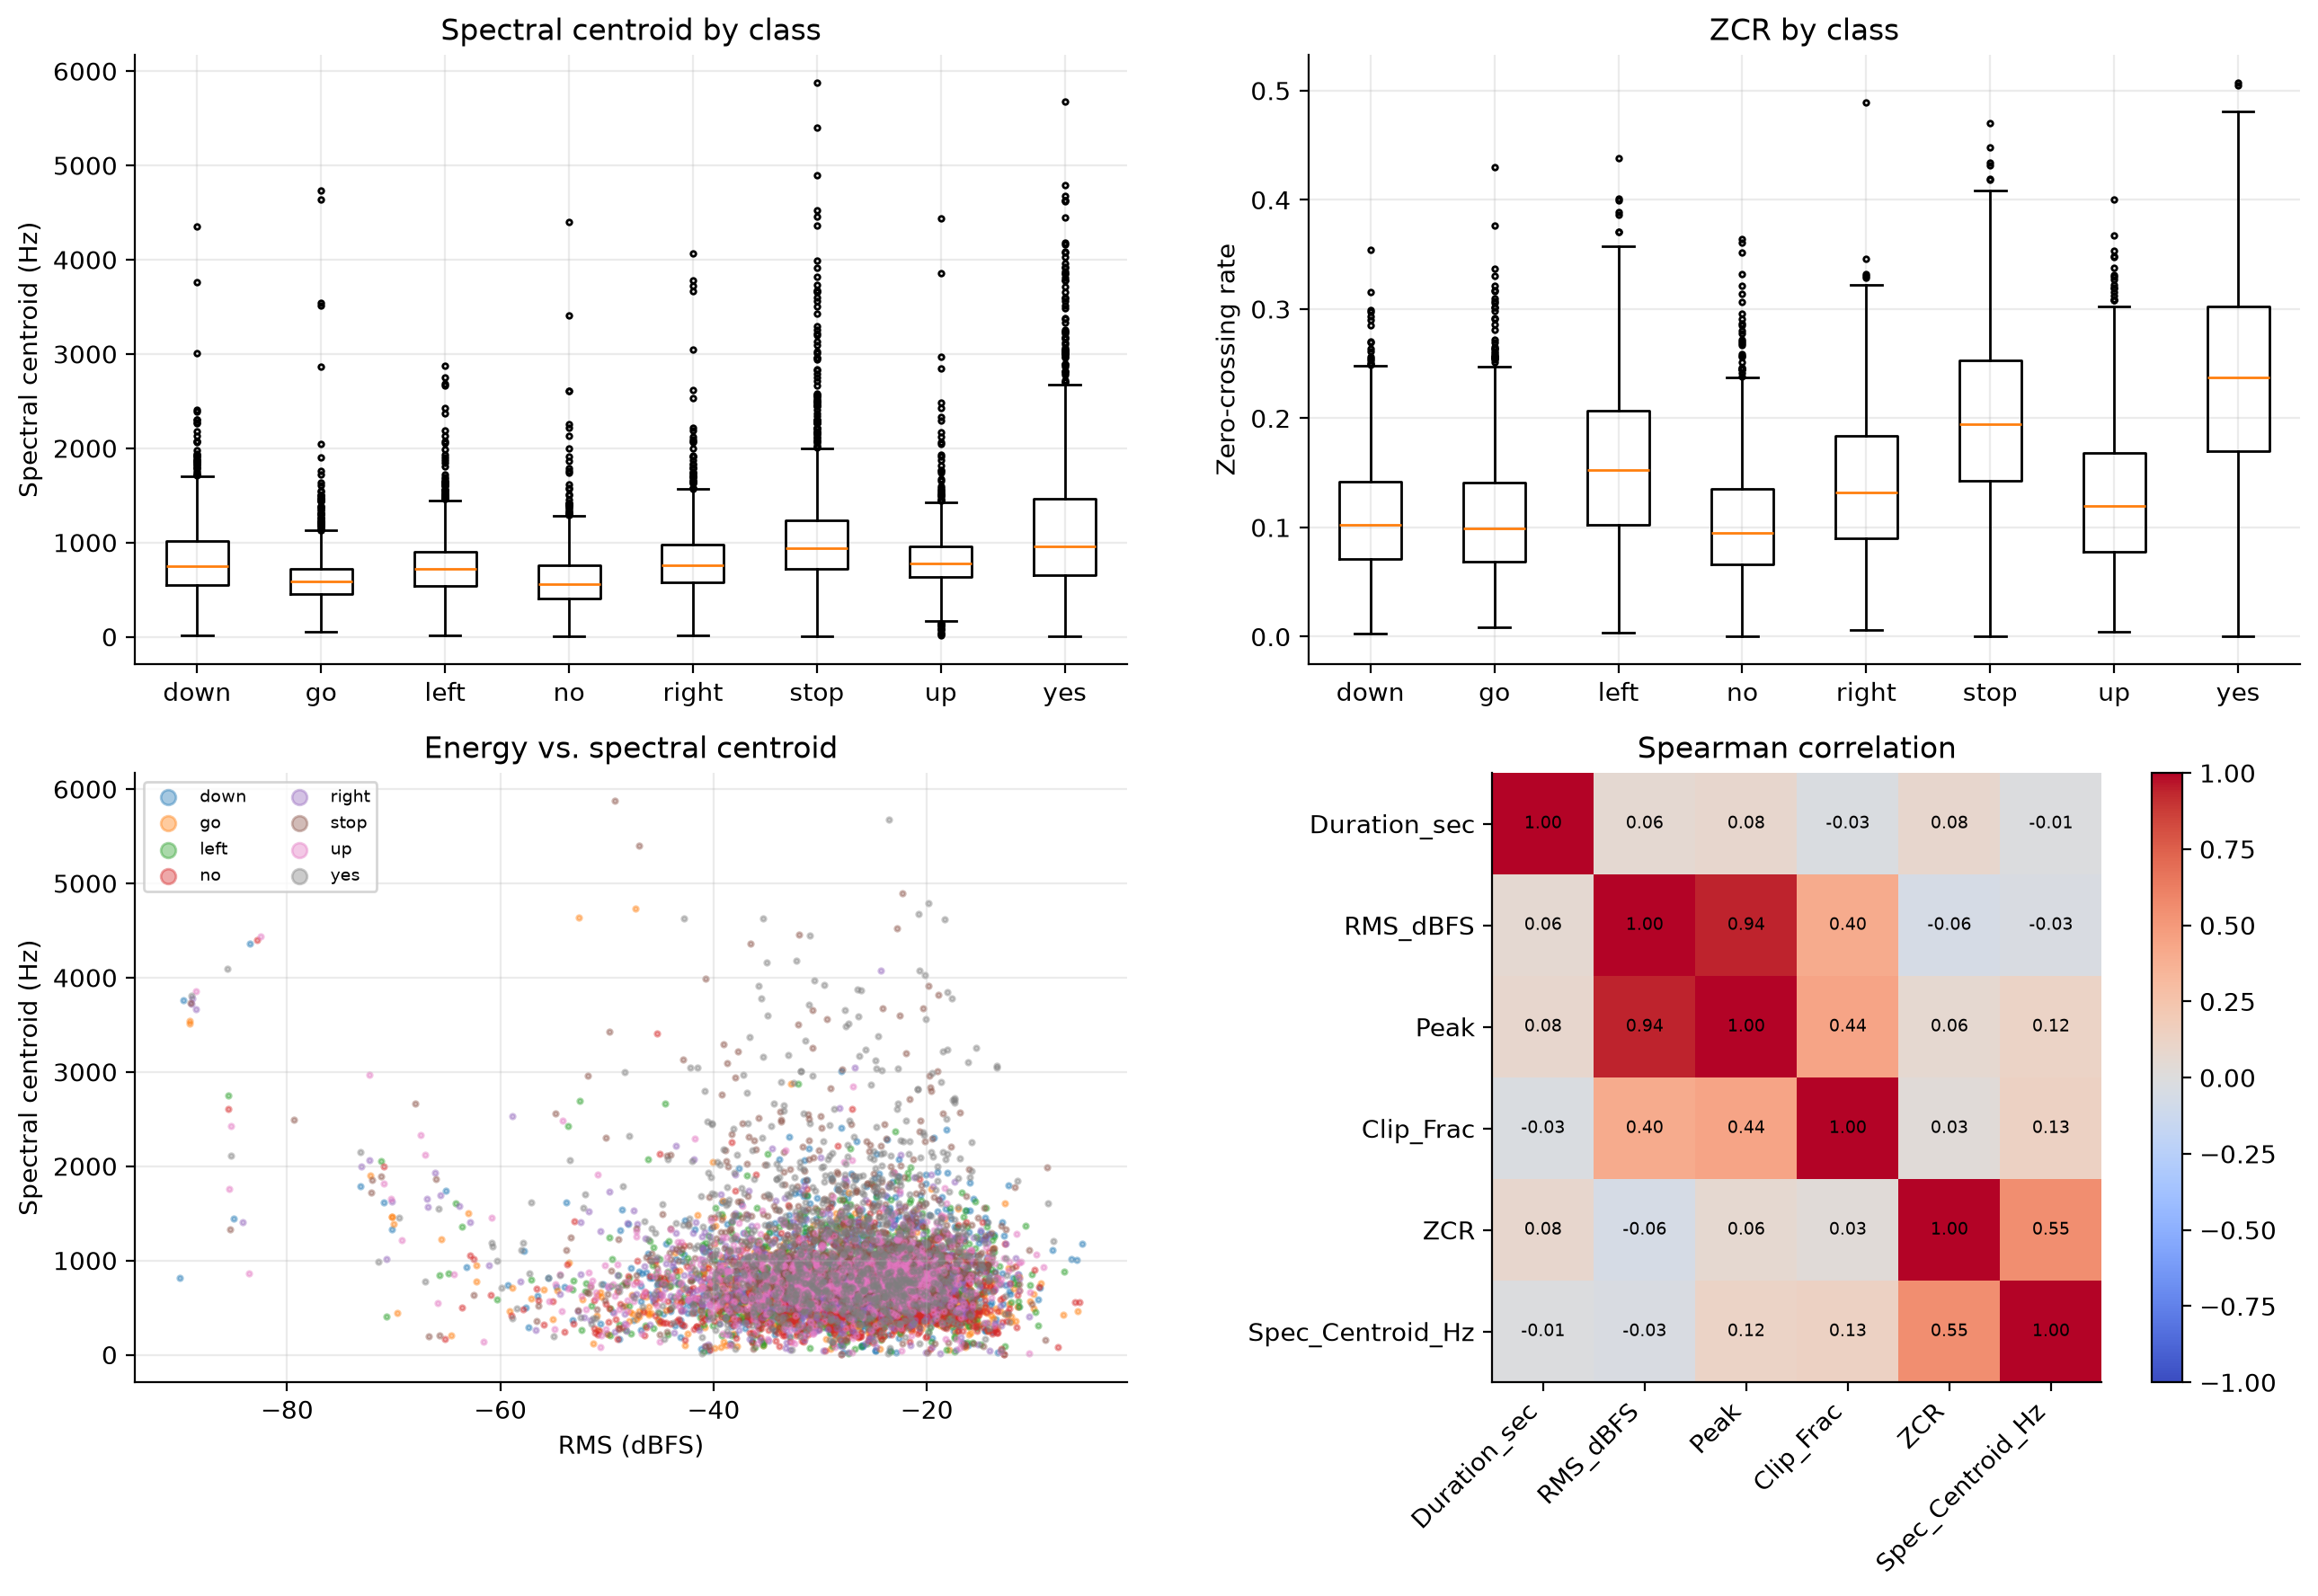 Spectral centroid by class
Spectral centroid (Hz)
6000
5000
4000
3000
2000
1000
0
down go left no right stop up yes
ZCR by class
Zero-crossing rate
0.5
0.4
0.3
0.2
0.1
0.0
down go left no right stop up yes
Energy vs. spectral centroid
Spectral centroid (Hz)
6000
5000
4000
3000
2000
1000
0
down right
go stop
left up
no yes
−80 −60 −40 −20
RMS (dBFS)
Spearman correlation
Duration_sec 1.00 0.06 0.08 -0.03 0.08 -0.01
RMS_dBFS 0.06 1.00 0.94 0.40 -0.06 -0.03
Peak 0.08 0.94 1.00 0.44 0.06 0.12
Clip_Frac -0.03 0.40 0.44 1.00 0.03 0.13
ZCR 0.08 -0.06 0.06 0.03 1.00 0.55
Spec_Centroid_Hz -0.01 -0.03 0.12 0.13 0.55 1.00
Duration_sec RMS_dBFS Peak Clip_Frac ZCR Spec_Centroid_Hz
1.00
0.75
0.50
0.25
0.00
−0.25
−0.50
−0.75
−1.00